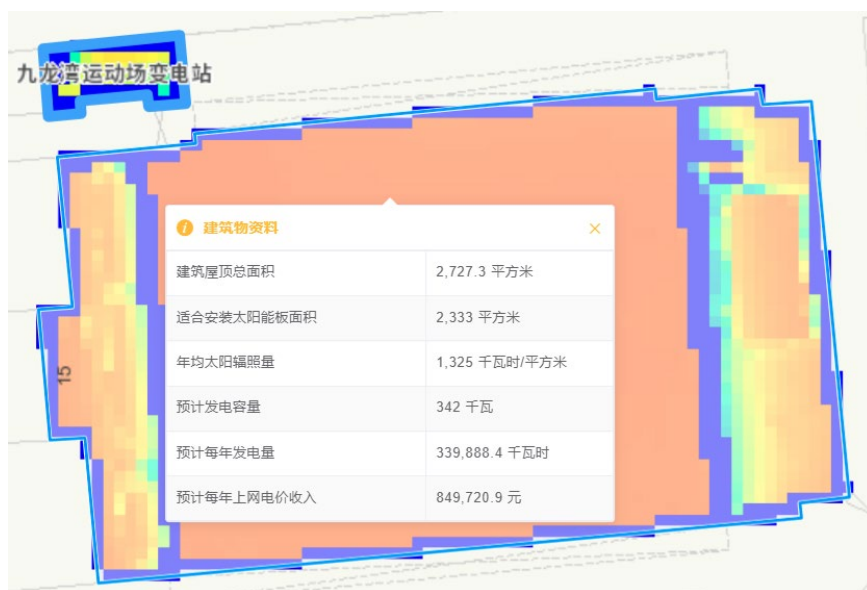 九龙湾运动场变电站
建筑物资料
建筑屋顶总面积 2,727.3 平方米
适合安装太阳能板面积 2,333 平方米
年均太阳辐照量 1,325 千瓦时/平方米
预计发电容量 342 千瓦
预计每年发电量 339,888.4 千瓦时
预计每年上网电价收入 849,720.9 元
15